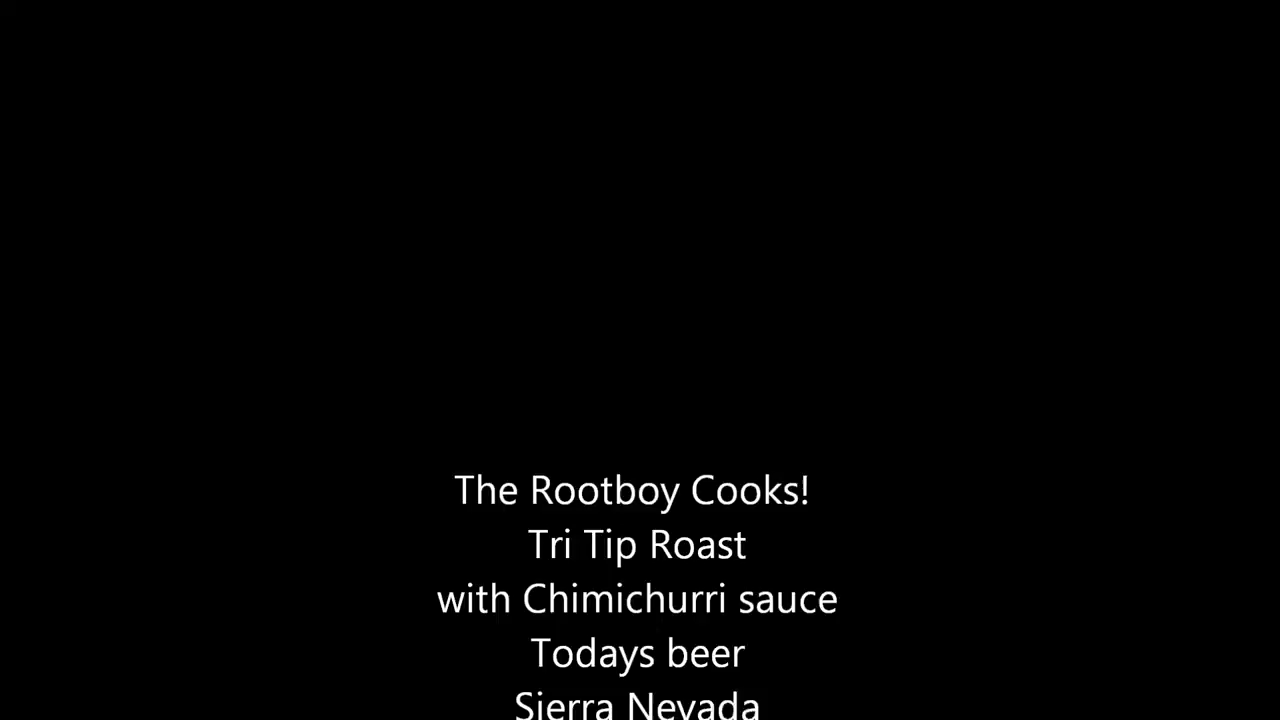 The Rootboy Cooks!
Tri Tip Roast
with Chimichurri sauce
Todays beer
Sierra Nevada